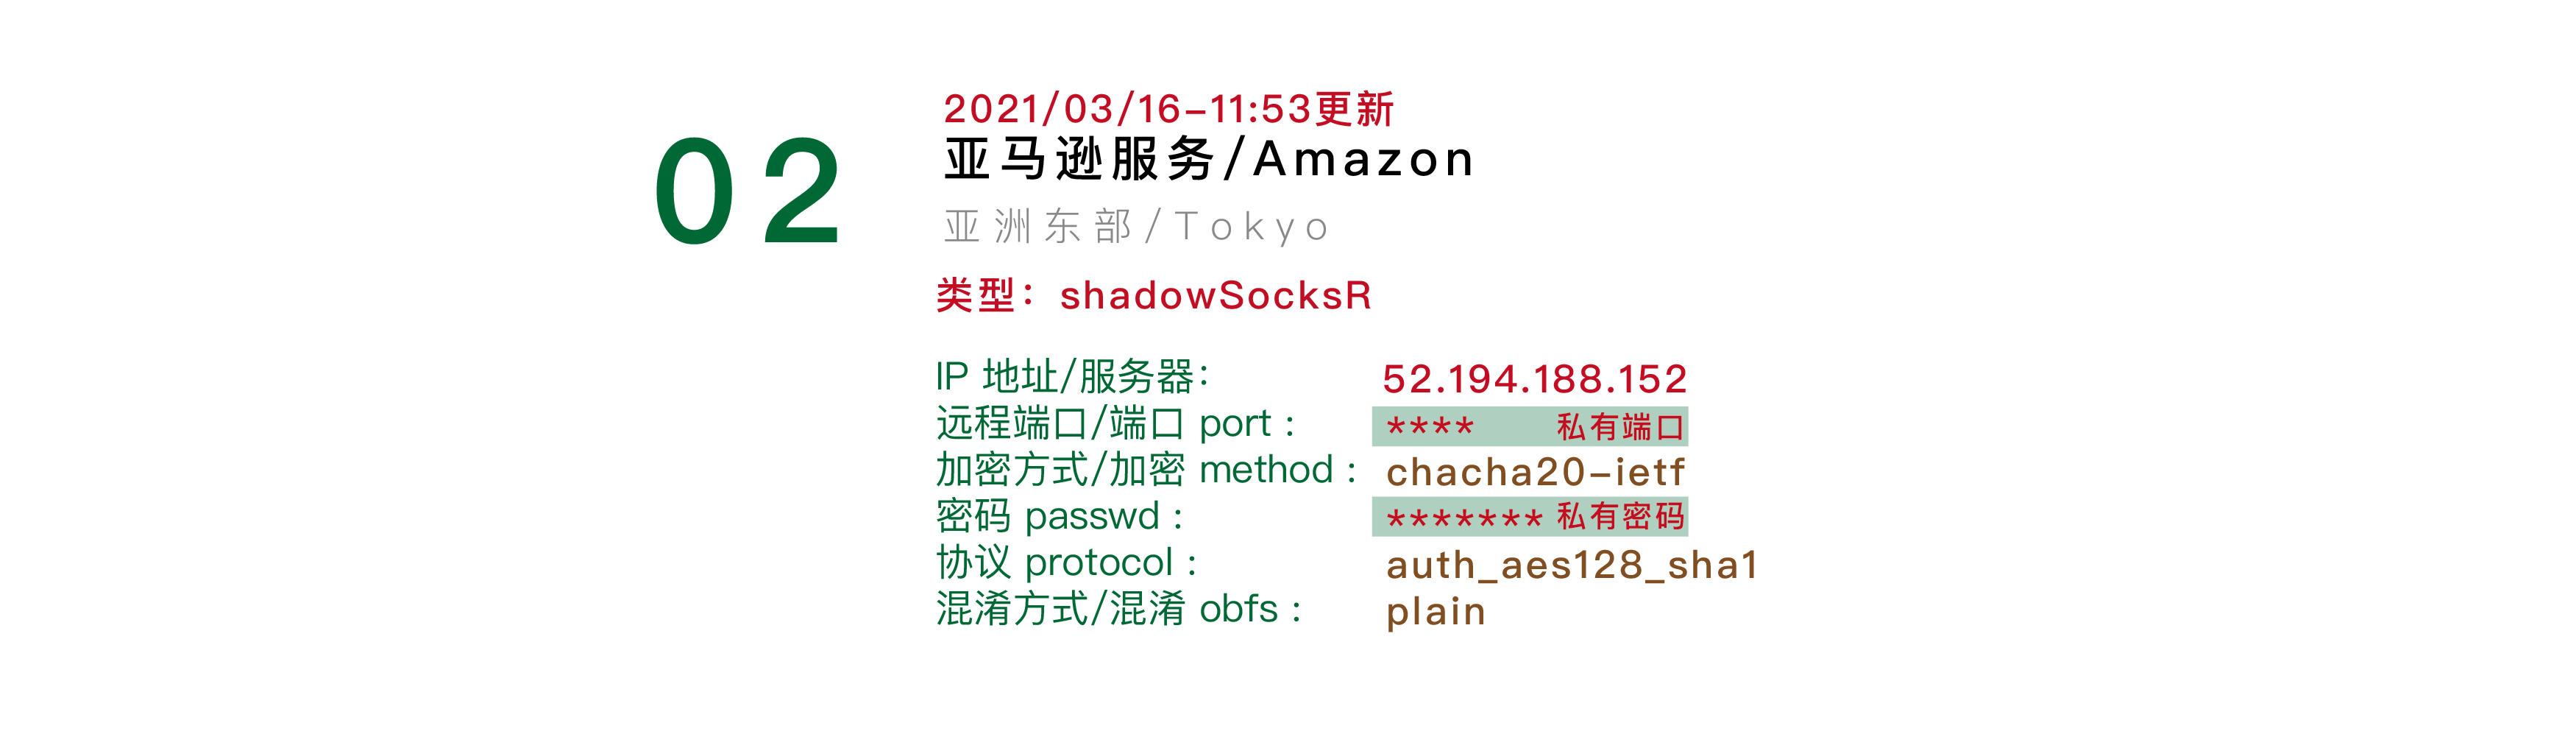 02
2021/03/16-11:53更新
亚马逊服务/Amazon
亚洲东部/Tokyo
类型：shadowSocksR
IP 地址/服务器： 52.194.188.152
远程端口/端口 port： **** 私有端口
加密方式/加密 method： chacha20-ietf
密码 passwd： ******* 私有密码
协议 protocol： auth_aes128_sha1
混淆方式/混淆 obfs： plain